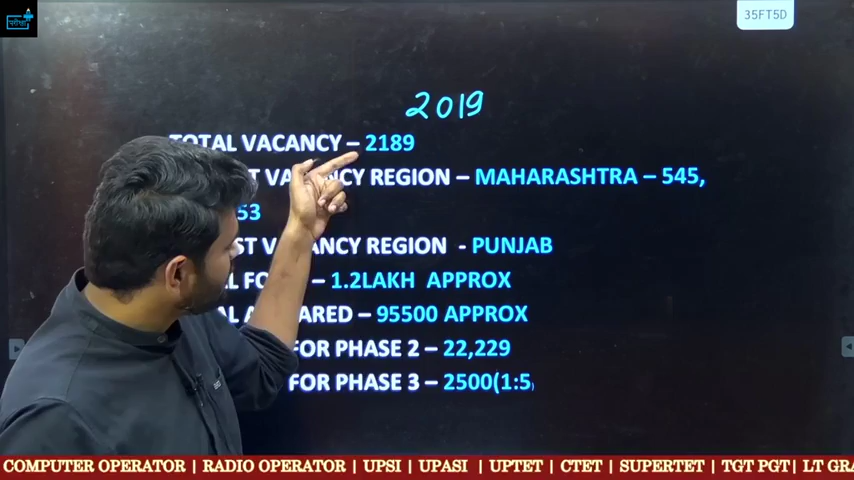 परीक्षा
35FT5D
2019
TOTAL VACANCY – 2189
VACANCY REGION – MAHARASHTRA – 545,
53
VACANCY REGION - PUNJAB
– 1.2LAKH APPROX
– 95500 APPROX
FOR PHASE 2 – 22,229
FOR PHASE 3 – 2500(1:5,
COMPUTER OPERATOR | RADIO OPERATOR | UPSI | UPASI | UPTET | CTET | SUPERTET | TGT PGT| LT GRA